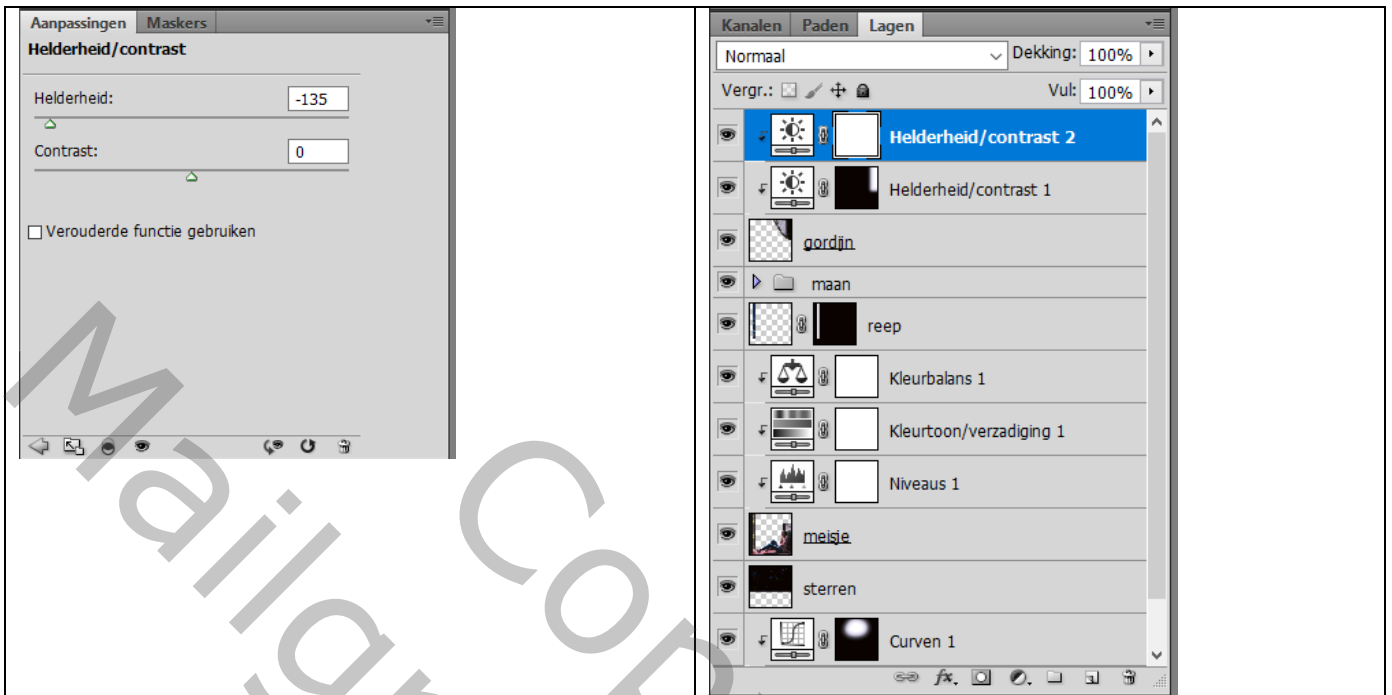 Aanpassingen Maskers
Helderheid/contrast
Helderheid: -135
Contrast: 0
Verouderde functie gebruiken
Kanalen Paden Lagen
Normaal Dekking: 100%
Vergr.: Vul: 100%
Helderheid/contrast 2
Helderheid/contrast 1
gordijn
maan
reep
Kleurbalans 1
Kleurtoon/verzadiging 1
Niveaus 1
meisje
sterren
Curven 1
fx.